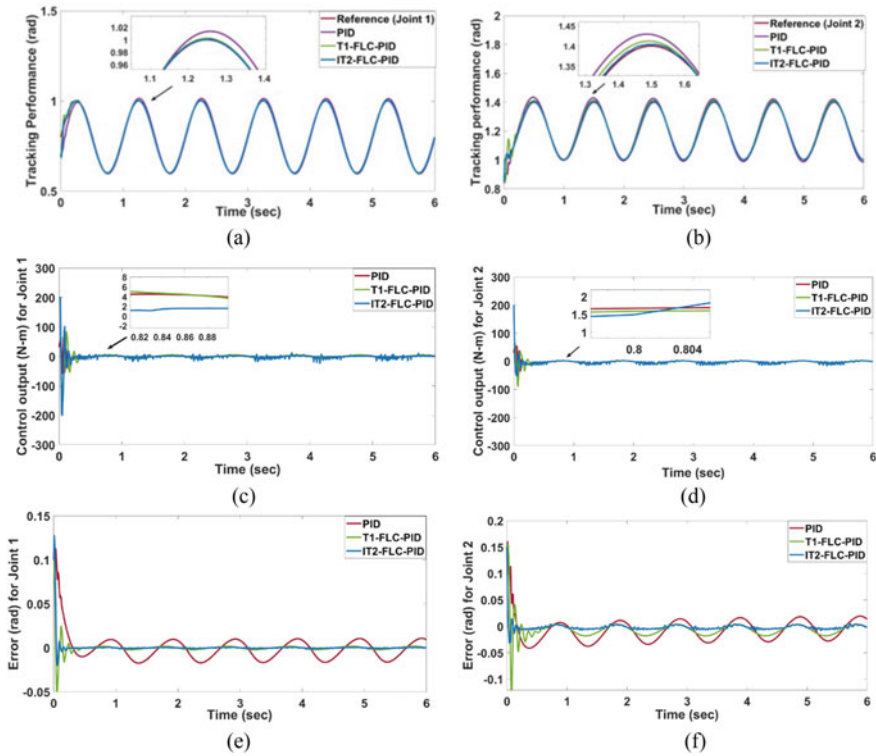 Tracking Performance (rad)
1.5
1
0.5
1.02
1
0.98
0.96
1.1 1.2 1.3 1.4
Reference (Joint 1)
PID
T1-FLC-PID
IT2-FLC-PID
0 1 2 3 4 5 6
Time (sec)
(a)
Tracking performance (rad)
2
1.8
1.6
1.4
1.2
1
0.8
1.45
1.4
1.35
1.3 1.4 1.5 1.6
Reference (Joint 2)
PID
T1-FLC-PID
IT2-FLC-PID
0 1 2 3 4 5 6
Time (sec)
(b)
Control output (N-m) for Joint 1
300
200
100
0
-100
-200
-300
8
6
4
2
0
-2
0.82 0.84 0.86 0.88
PID
T1-FLC-PID
IT2-FLC-PID
0 1 2 3 4 5 6
Time (sec)
(c)
Control output (N-m) for Joint 2
300
200
100
0
-100
-200
-300
2
1.5
1
0.8 0.804
PID
T1-FLC-PID
IT2-FLC-PID
0 1 2 3 4 5 6
Time (sec)
(d)
Error (rad) for Joint 1
0.15
0.1
0.05
0
-0.05
PID
T1-FLC-PID
IT2-FLC-PID
0 1 2 3 4 5 6
Time (sec)
(e)
Error (rad) for Joint 2
0.2
0.15
0.1
0.05
0
-0.05
-0.1
PID
T1-FLC-PID
IT2-FLC-PID
0 1 2 3 4 5 6
Time (sec)
(f)